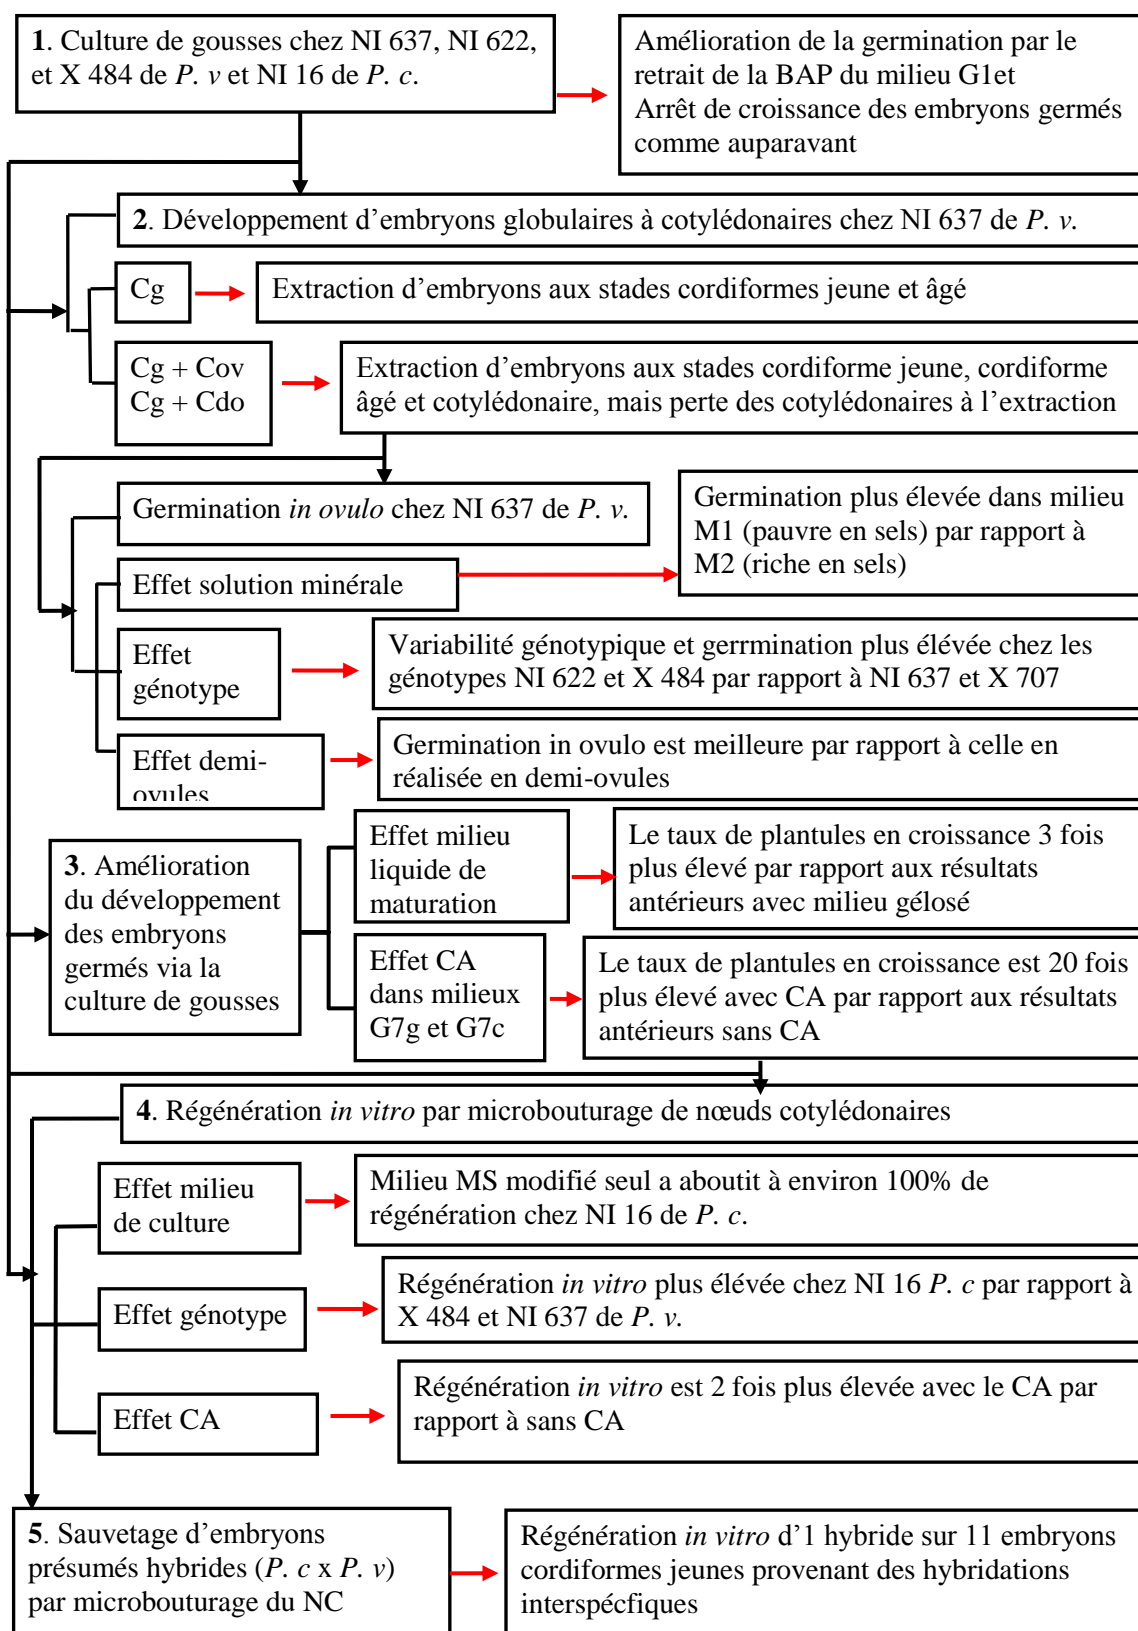 1. Culture de gousses chez NI 637, NI 622,
et X 484 de P. v et NI 16 de P. c.
Amélioration de la germination par le
retrait de la BAP du milieu G1et
Arrêt de croissance des embryons germés
comme auparavant
2. Développement d'embryons globulaires à cotylédonaires chez NI 637 de P. v.
Cg
Extraction d'embryons aux stades cordiformes jeune et âgé
Cg + Cov
Cg + Cdo
Extraction d'embryons aux stades cordiforme jeune, cordiforme
âgé et cotylédonaire, mais perte des cotylédonaires à l'extraction
Germination in ovulo chez NI 637 de P. v.
Germination plus élevée dans milieu
M1 (pauvre en sels) par rapport à
M2 (riche en sels)
Effet solution minérale
Effet
génotype
Variabilité génotypique et gerrmination plus élévée chez les
génotypes NI 622 et X 484 par rapport à NI 637 et X 707
Effet demi-
ovules
Germination in ovulo est meilleure par rapport à celle en
réalisée en demi-ovules
3. Amélioration
du développement
des embryons
germés via la
culture de gousses
Effet milieu
liquide de
maturation
Le taux de plantules en croissance 3 fois
plus élevé par rapport aux résultats
antérieurs avec milieu gélosé
Effet CA
dans milieux
G7g et G7c
Le taux de plantules en croissance est 20 fois
plus élevé avec CA par rapport aux résultats
antérieurs sans CA
4. Régénération in vitro par microbouturage de nœuds cotylédonaires
Effet milieu
de culture
Milieu MS modifié seul a aboutit à environ 100% de
régénération chez NI 16 de P. c.
Effet génotype
Régénération in vitro plus élévée chez NI 16 P. c par rapport à
X 484 et NI 637 de P. v.
Effet CA
Régénération in vitro est 2 fois plus élevée avec le CA par
rapport à sans CA
5. Sauvetage d'embryons
présumés hybrides (P. c x P. v)
par microbouturage du NC
Régénération in vitro d'1 hybride sur 11 embryons
cordiformes jeunes provenant des hybridations
interspécfiques